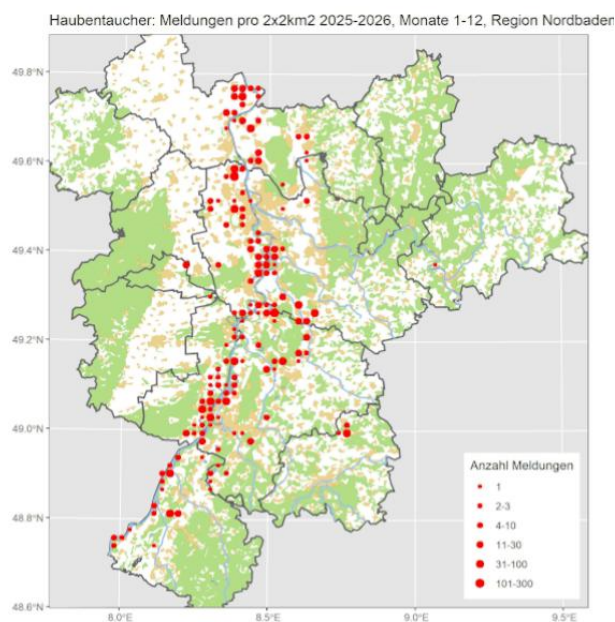 Haubentaucher: Meldungen pro 2x2km2 2025-2026, Monate 1-12, Region Nordbaden
49.8°N
49.6°N
49.4°N
49.2°N
49.0°N
48.8°N
48.6°N
8.0°E
8.5°E
9.0°E
9.5°E
Anzahl Meldungen
1
2-3
4-10
11-30
31-100
101-300